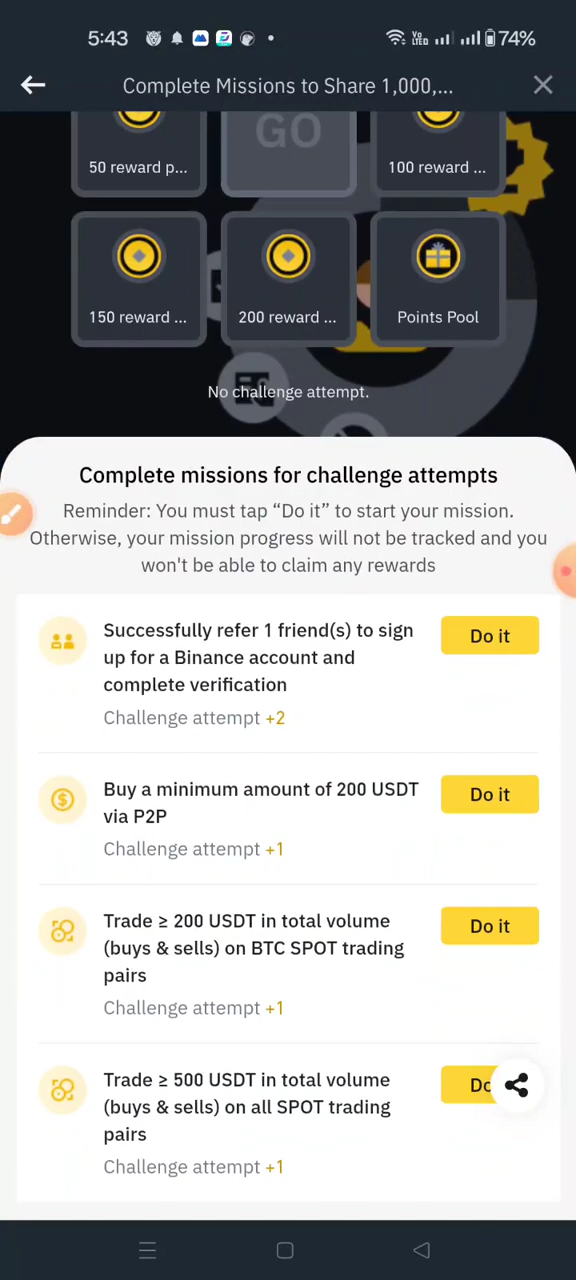 5:43
Vo
LTED
74%
Complete Missions to Share 1,000,...
GO
50 reward p...
100 reward ...
150 reward ...
200 reward ...
Points Pool
No challenge attempt.
Complete missions for challenge attempts
Reminder: You must tap “Do it” to start your mission.
Otherwise, your mission progress will not be tracked and you
won't be able to claim any rewards
Successfully refer 1 friend(s) to sign
up for a Binance account and
complete verification
Do it
Challenge attempt +2
Buy a minimum amount of 200 USDT
via P2P
Do it
Challenge attempt +1
Trade ≥ 200 USDT in total volume
(buys & sells) on BTC SPOT trading
pairs
Do it
Challenge attempt +1
Trade ≥ 500 USDT in total volume
(buys & sells) on all SPOT trading
pairs
Do
Challenge attempt +1